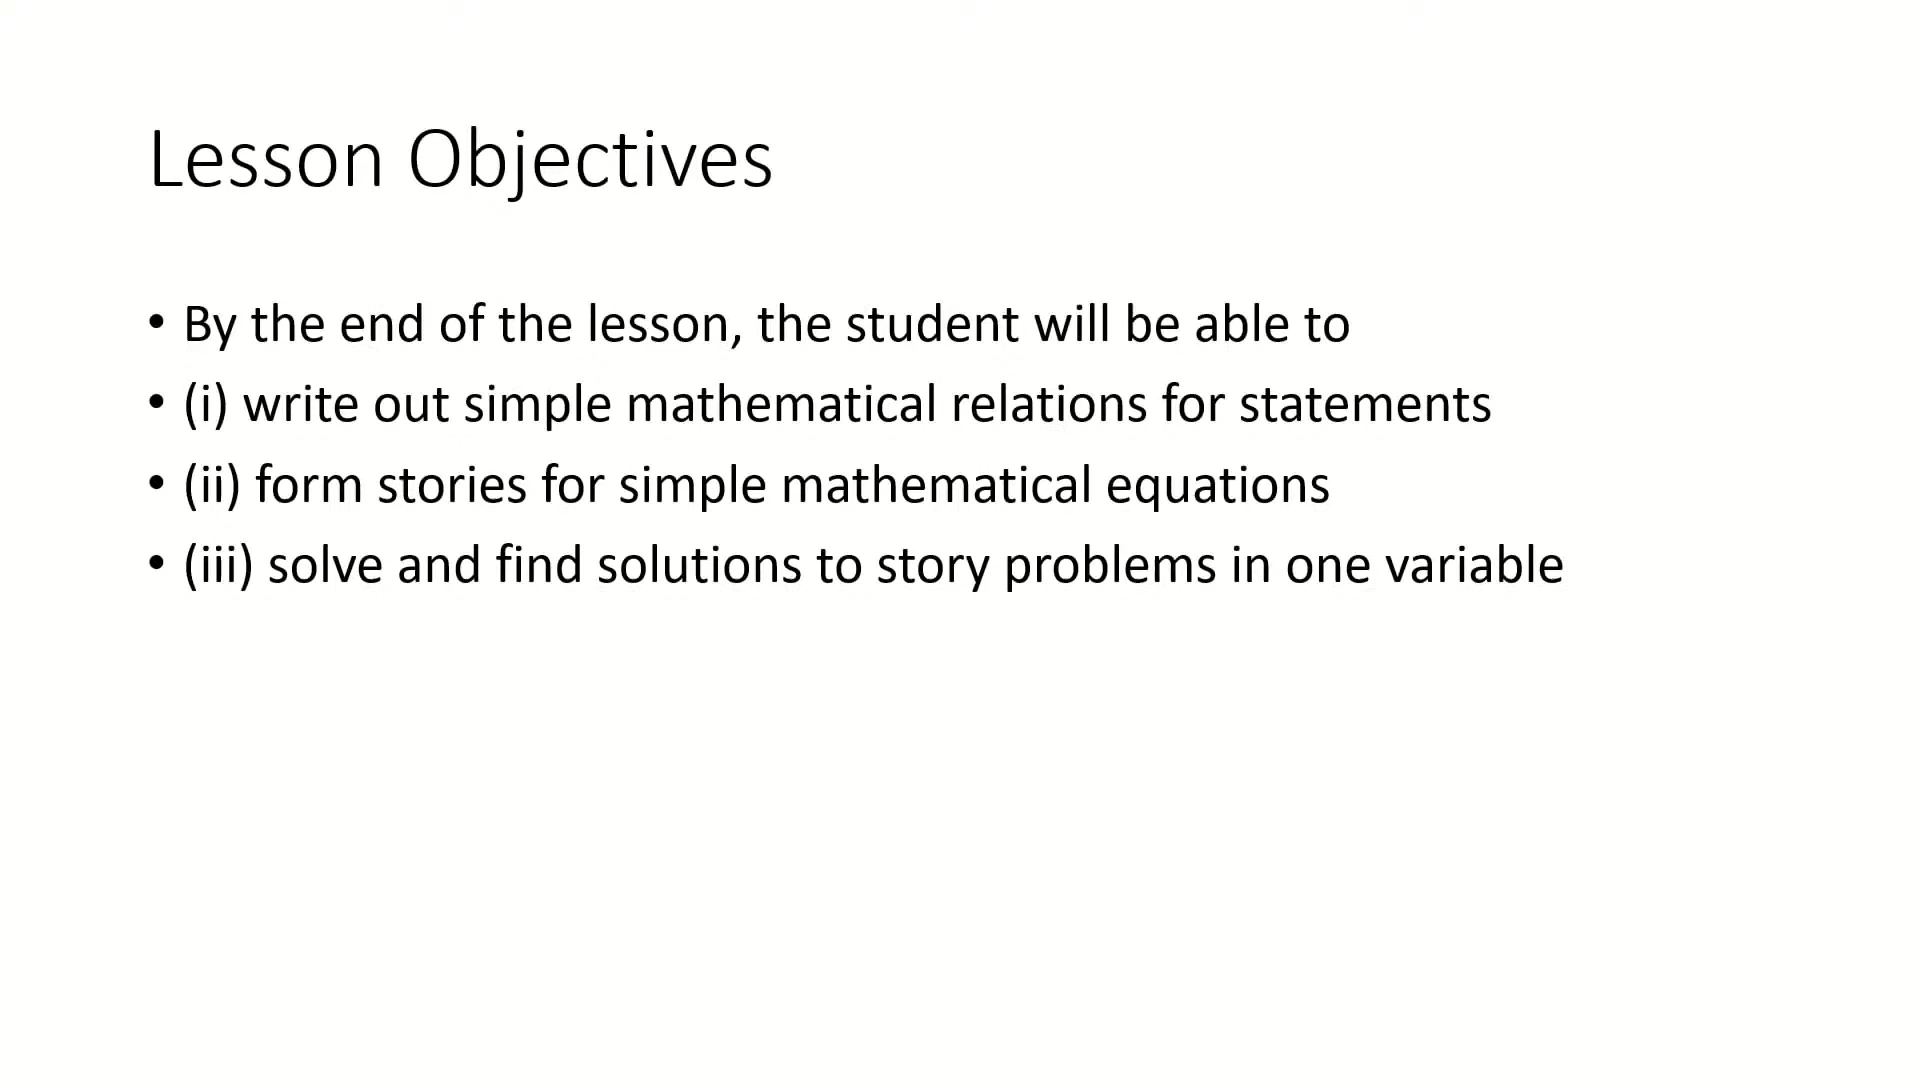 Lesson Objectives
• By the end of the lesson, the student will be able to
• (i) write out simple mathematical relations for statements
• (ii) form stories for simple mathematical equations
• (iii) solve and find solutions to story problems in one variable